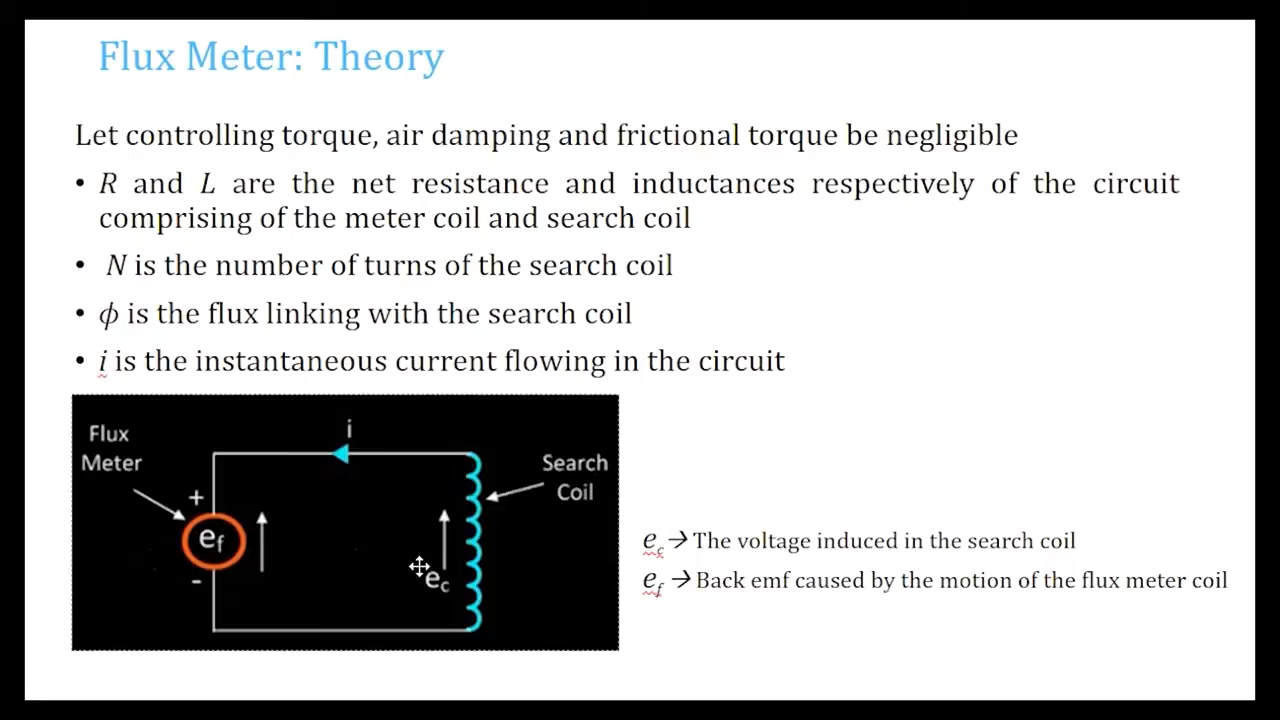 Flux Meter: Theory
Let controlling torque, air damping and frictional torque be negligible
• R and L are the net resistance and inductances respectively of the circuit
comprising of the meter coil and search coil
• N is the number of turns of the search coil
• ϕ is the flux linking with the search coil
• i is the instantaneous current flowing in the circuit
Flux
Meter
i
Search
Coil
+
ef
-
ec
ec → The voltage induced in the search coil
ef → Back emf caused by the motion of the flux meter coil